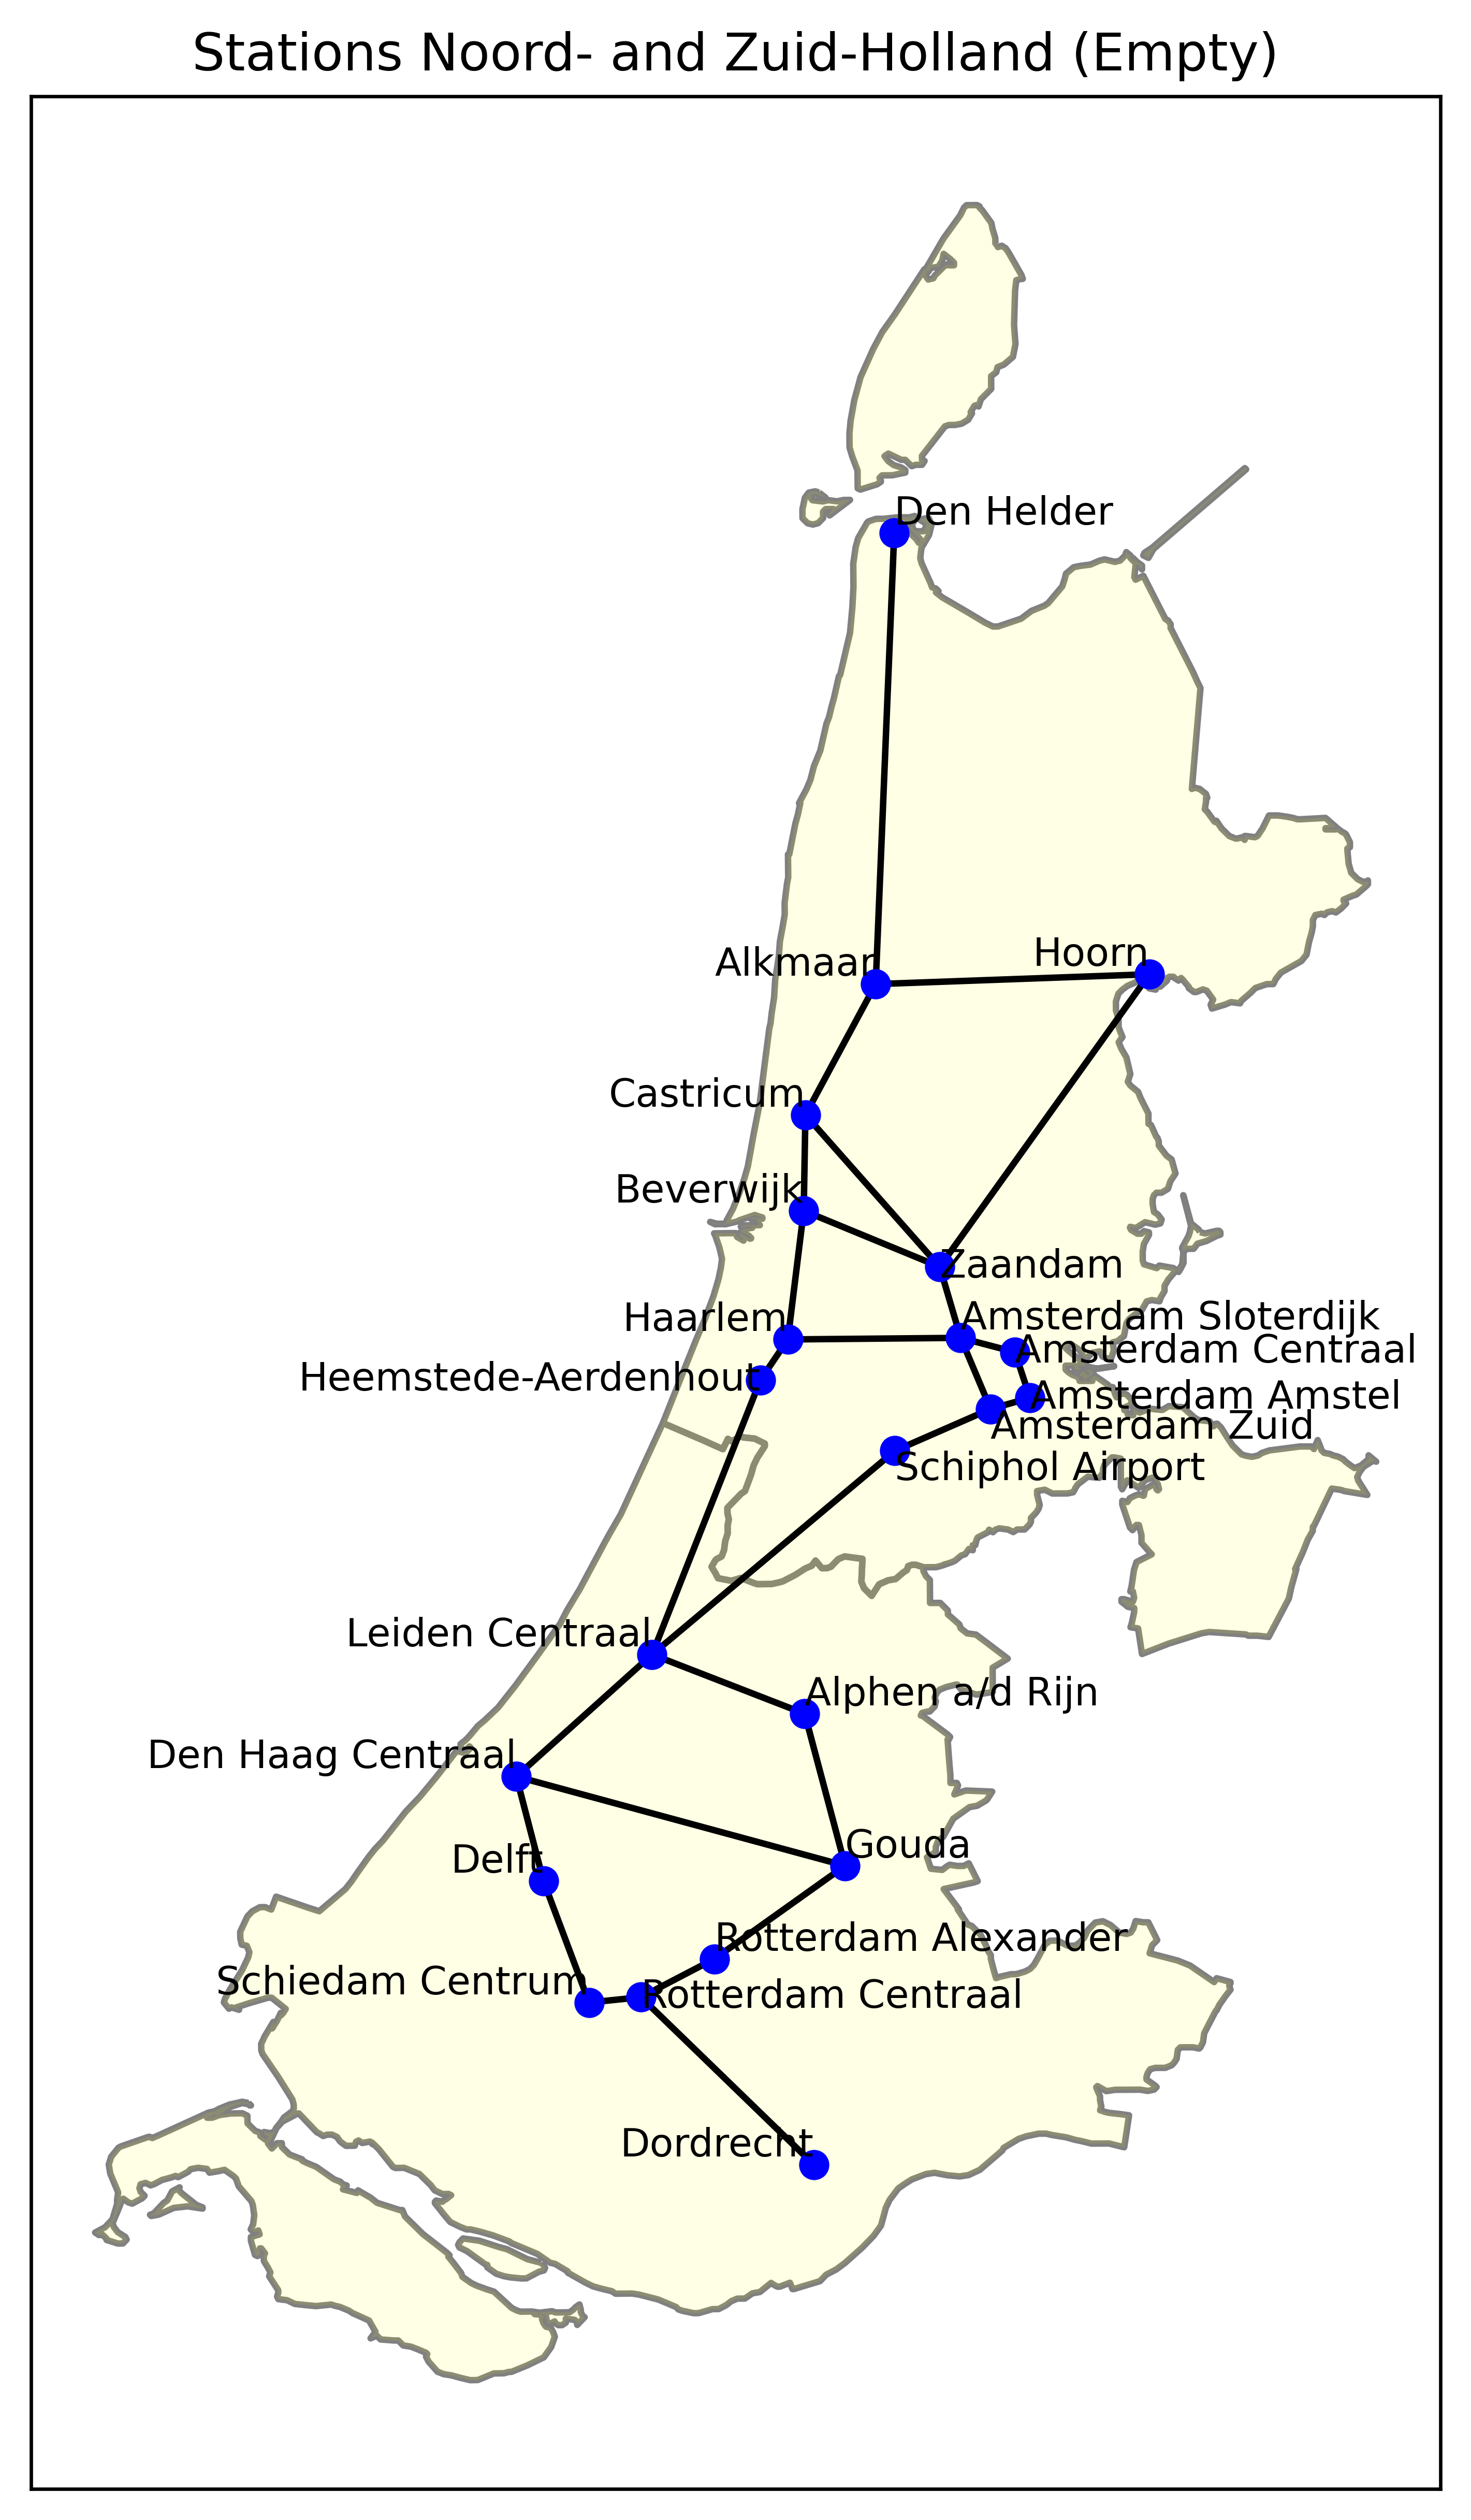 Stations Noord- and Zuid-Holland (Empty)
Den Helder
Hoorn
Alkmaar
Castricum
Beverwijk
Zaandam
Amsterdam Sloterdijk
Haarlem
Amsterdam Centraal
Heemstede-Aerdenhout
Amsterdam Amstel
Amsterdam Zuid
Schiphol Airport
Leiden Centraal
Alphen a/d Rijn
Den Haag Centraal
Gouda
Delft
Rotterdam Alexander
Schiedam Centrum
Rotterdam Centraal
Dordrecht